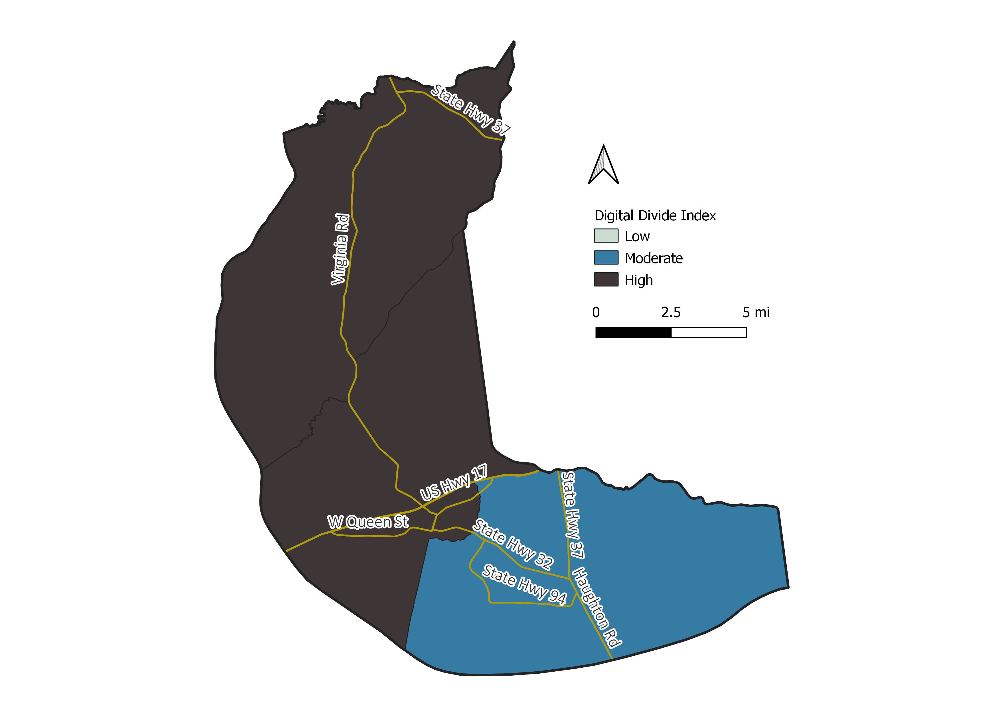 State Hwy 37
Virginia Rd
Digital Divide Index
Low
Moderate
High
0 2.5 5 mi
US Hwy 17
W Queen St
State Hwy 37
State Hwy 32
State Hwy 94
Haughton Rd